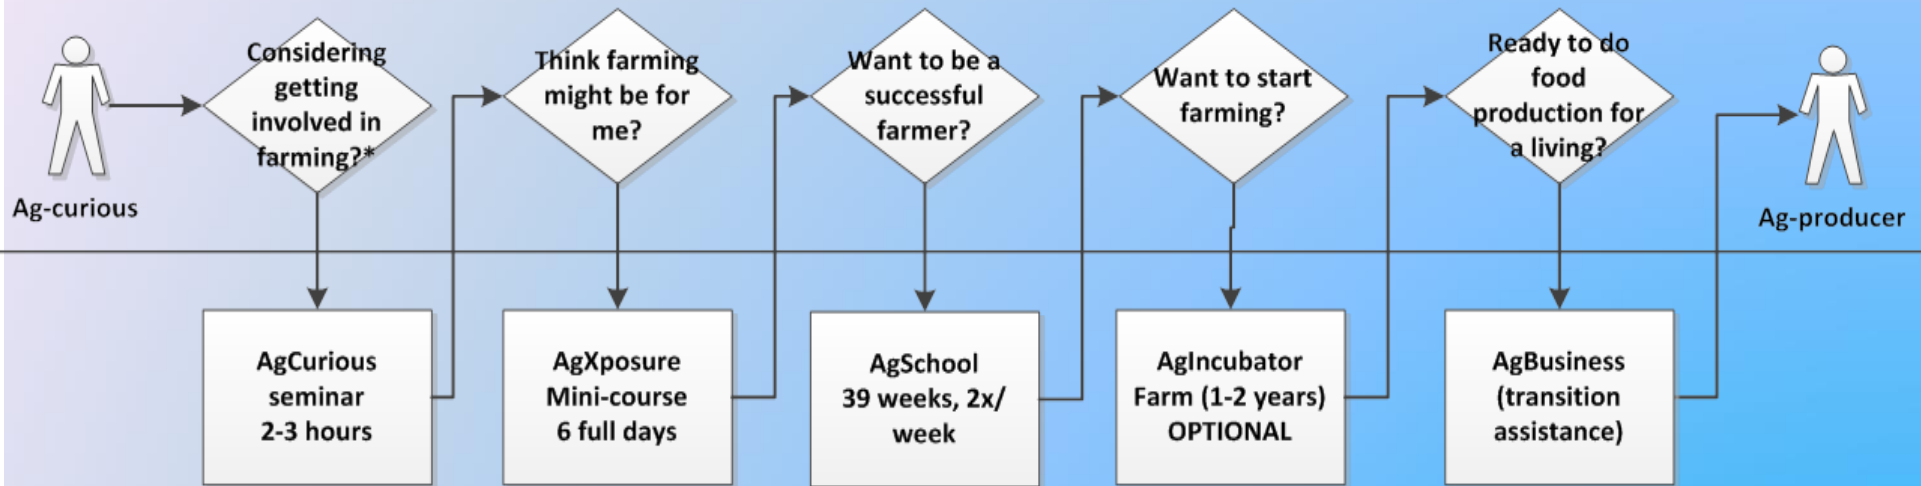 Ag-curious
Considering
getting
involved in
farming?*
Think farming
might be for
me?
Want to be a
successful
farmer?
Want to start
farming?
Ready to do
food
production for
a living?
Ag-producer
AgCurious
seminar
2-3 hours
AgXposure
Mini-course
6 full days
AgSchool
39 weeks, 2x/
week
AgIncubator
Farm (1-2 years)
OPTIONAL
AgBusiness
(transition
assistance)